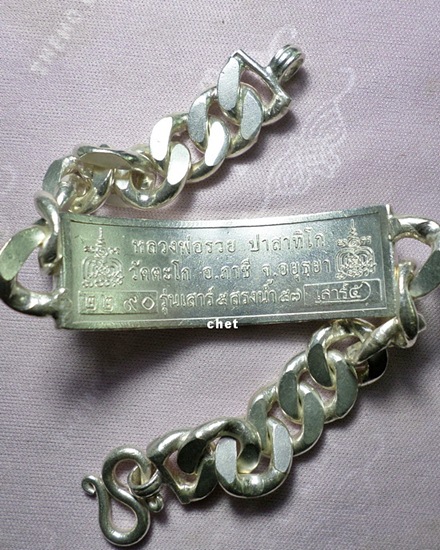 หลวงพ่อรวย ปาสาทิโก
วัดตะโก อ.ภาชี จ.อยุธยา
๒๒๙๐ รุ่นเสาร์ ๕ สรงน้ำ ๕๗ เสาร์ ๕
chet